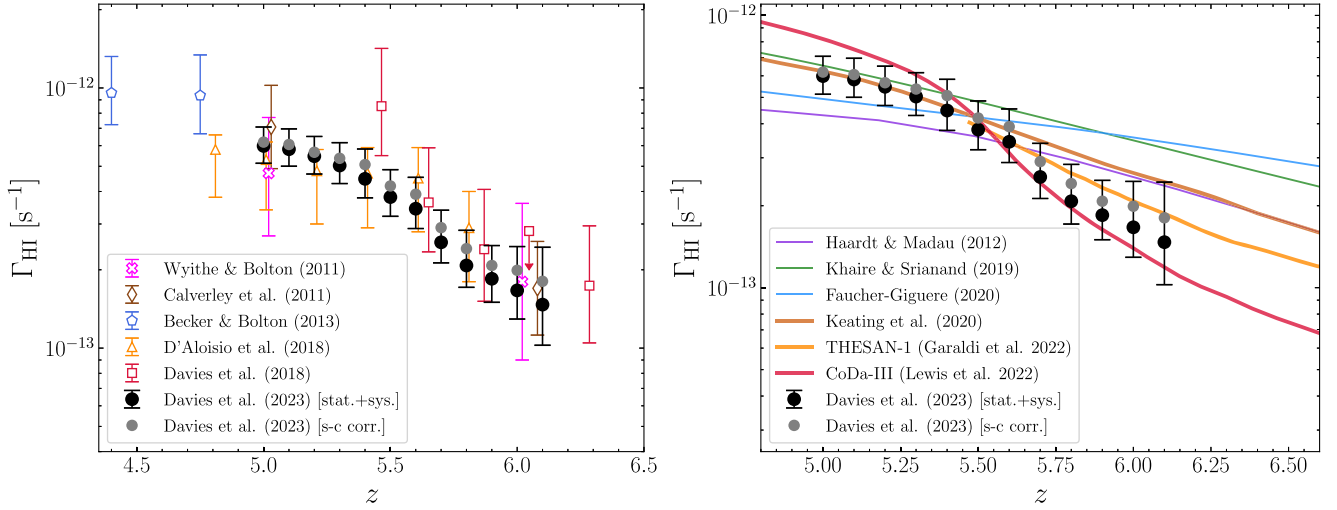 10⁻¹²
10⁻¹³
Γ_HI [s⁻¹]
Wyithe & Bolton (2011)
Calverley et al. (2011)
Becker & Bolton (2013)
D'Aloisio et al. (2018)
Davies et al. (2018)
Davies et al. (2023) [stat.+sys.]
Davies et al. (2023) [s-c corr.]
4.5 5.0 5.5 6.0 6.5
z
10⁻¹²
10⁻¹³
Γ_HI [s⁻¹]
Haardt & Madau (2012)
Khaire & Srianand (2019)
Faucher-Giguere (2020)
Keating et al. (2020)
THESAN-1 (Garaldi et al. 2022)
CoDa-III (Lewis et al. 2022)
Davies et al. (2023) [stat.+sys.]
Davies et al. (2023) [s-c corr.]
5.00 5.25 5.50 5.75 6.00 6.25 6.50
z